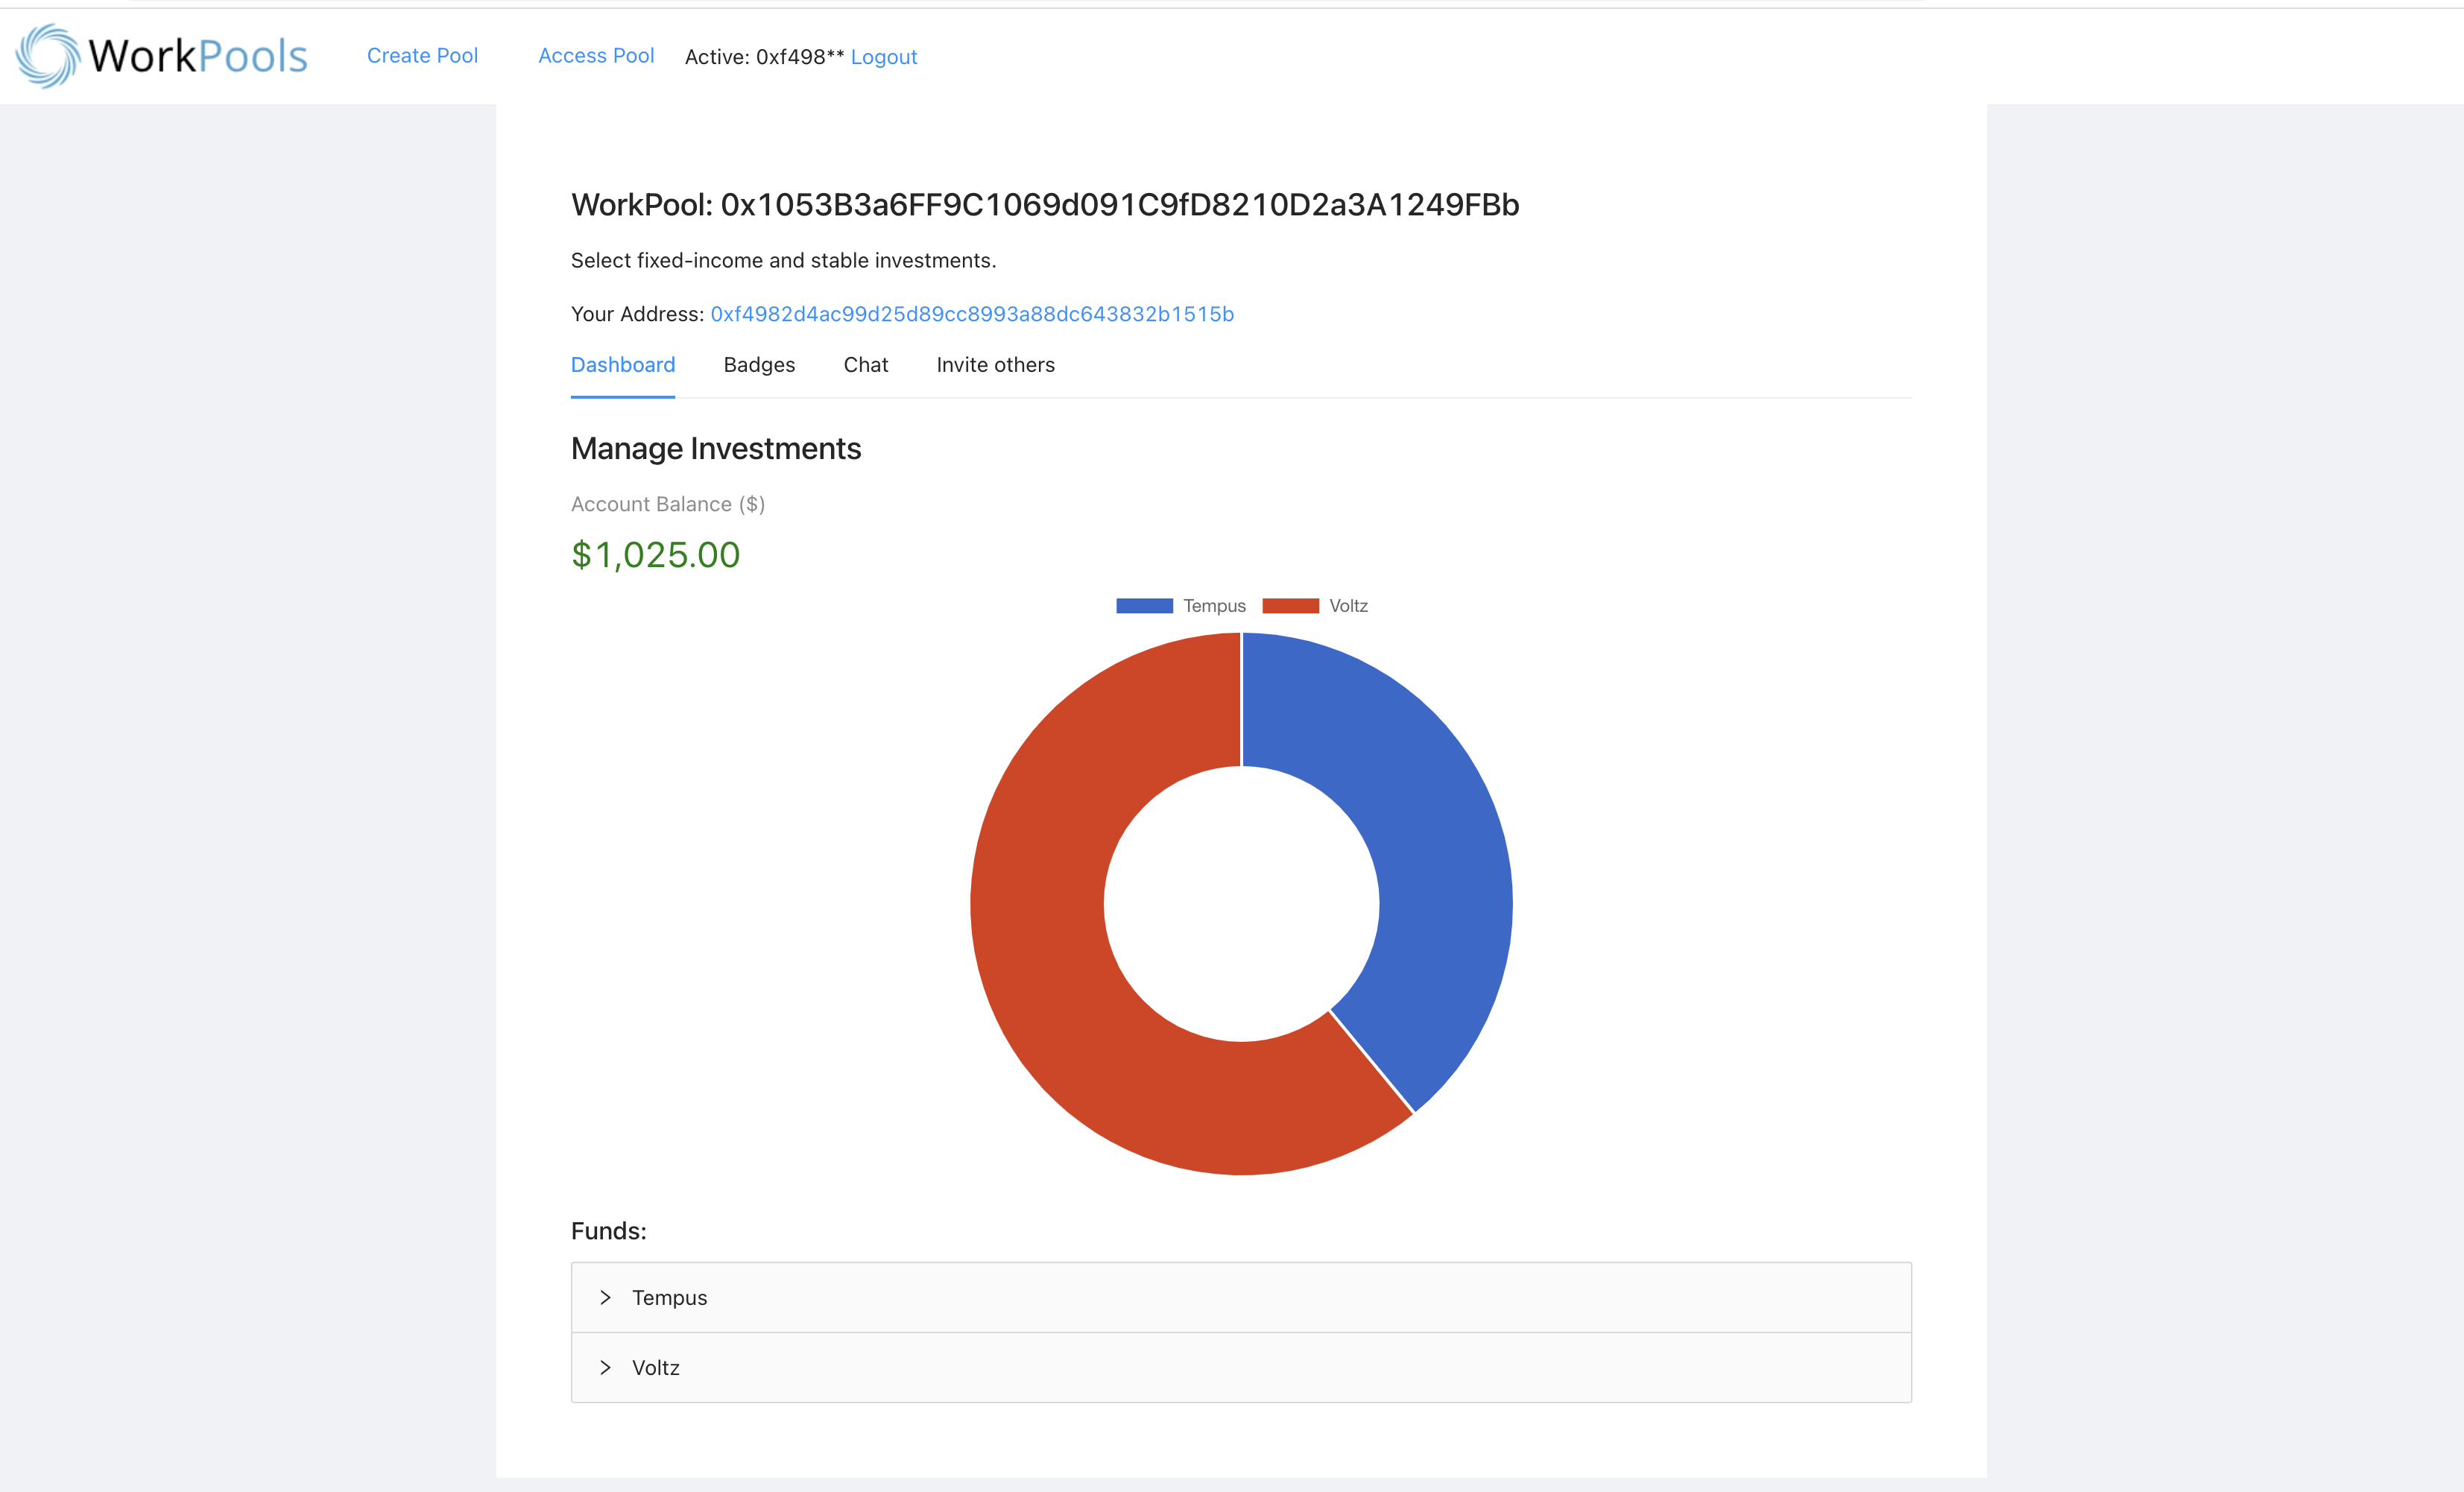 WorkPools Create Pool Access Pool Active: 0xf498** Logout
WorkPool: 0x1053B3a6FF9C1069d091C9fD8210D2a3A1249FBb
Select fixed-income and stable investments.
Your Address: 0xf4982d4ac99d25d89cc8993a88dc643832b1515b
Dashboard Badges Chat Invite others
Manage Investments
Account Balance ($)
$1,025.00
Tempus Voltz
Funds:
Tempus
Voltz